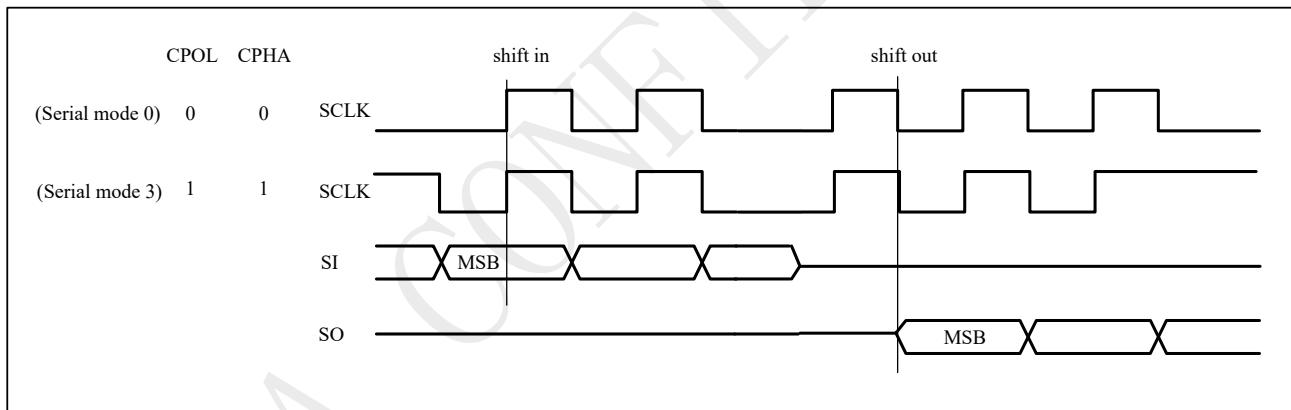 CPOL CPHA shift in shift out
(Serial mode 0) 0 0 SCLK
(Serial mode 3) 1 1 SCLK
SI MSB
SO MSB